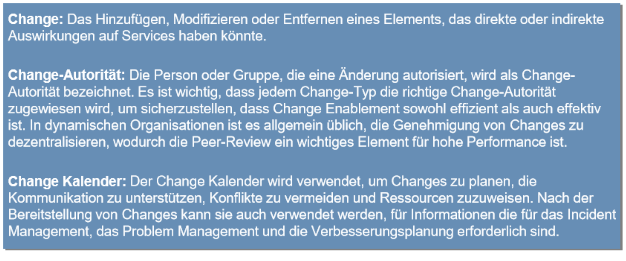 Change: Das Hinzufügen, Modifizieren oder Entfernen eines Elements, das direkte oder indirekte
Auswirkungen auf Services haben könnte.
Change-Autorität: Die Person oder Gruppe, die eine Änderung autorisiert, wird als Change-
Autorität bezeichnet. Es ist wichtig, dass jedem Change-Typ die richtige Change-Autorität
zugewiesen wird, um sicherzustellen, dass Change Enablement sowohl effizient als auch effektiv
ist. In dynamischen Organisationen ist es allgemein üblich, die Genehmigung von Changes zu
dezentralisieren, wodurch die Peer-Review ein wichtiges Element für hohe Performance ist.
Change Kalender: Der Change Kalender wird verwendet, um Changes zu planen, die
Kommunikation zu unterstützen, Konflikte zu vermeiden und Ressourcen zuzuweisen. Nach der
Bereitstellung von Changes kann sie auch verwendet werden, für Informationen die für das Incident
Management, das Problem Management und die Verbesserungsplanung erforderlich sind.